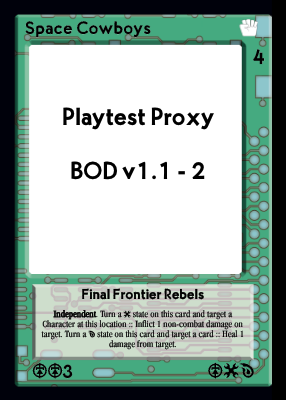 Space Cowboys
4
Playtest Proxy
BOD v1.1 - 2
Final Frontier Rebels
Independent. Turn a state on this card and target a
Character at this location :: Inflict 1 non-combat damage on
target. Turn a state on this card and target a card :: Heal 1
damage from target.
3